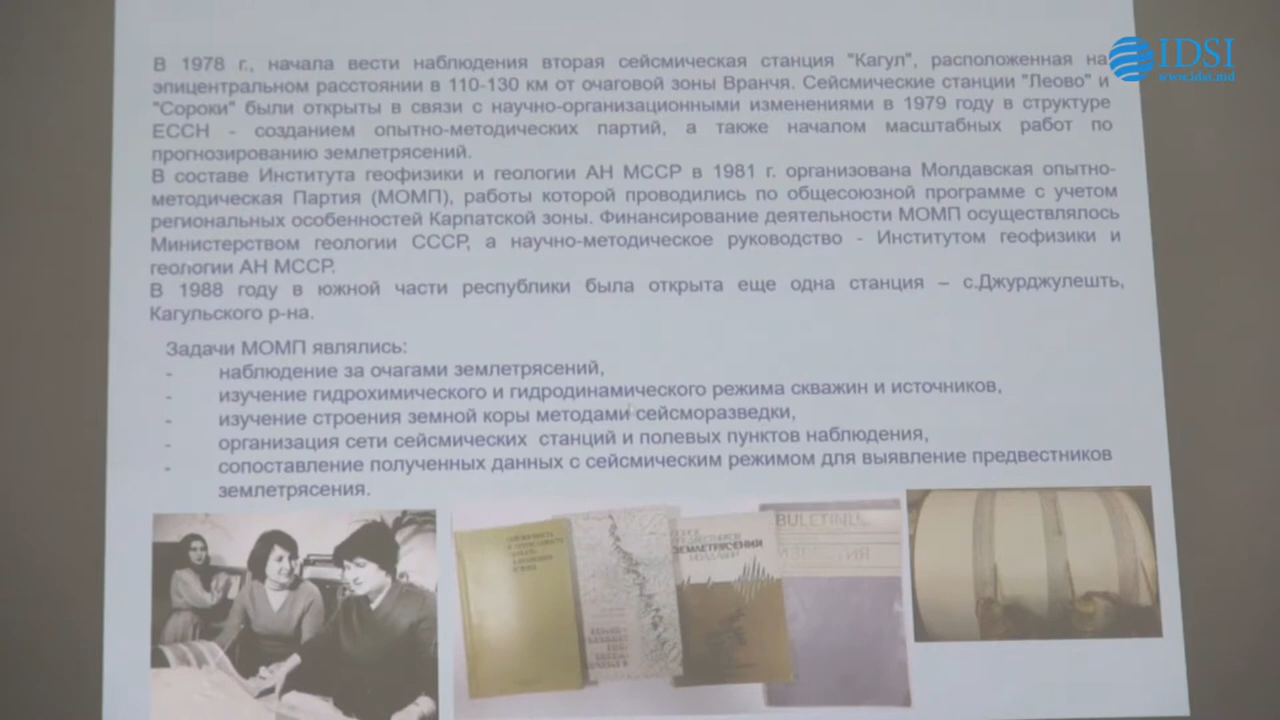 IDSI
www.idsi.md
В 1978 г., начала вести наблюдения вторая сейсмическая станция "Кагул", расположенная на
эпицентральном расстоянии в 110-130 км от очаговой зоны Вранчя. Сейсмические станции "Леово" и
"Сороки" были открыты в связи с научно-организационными изменениями в 1979 году в структуре
ЕССН - созданием опытно-методических партий, а также началом масштабных работ по
прогнозированию землетрясений.
В составе Института геофизики и геологии АН МССР в 1981 г. организована Молдавская опытно-
методическая Партия (МОМП), работы которой проводились по общесоюзной программе с учетом
региональных особенностей Карпатской зоны. Финансирование деятельности МОМП осуществлялось
Министерством геологии СССР, а научно-методическое руководство - Институтом геофизики и
геологии АН МССР.
В 1988 году в южной части республики была открыта еще одна станция – с.Джурджулешть,
Кагульского р-на.
Задачи МОМП являлись:
- наблюдение за очагами землетрясений,
- изучение гидрохимического и гидродинамического режима скважин и источников,
- изучение строения земной коры методами сейсморазведки,
- организация сети сейсмических станций и полевых пунктов наблюдения,
- сопоставление полученных данных с сейсмическим режимом для выявление предвестников
землетрясения.
ПРЕДВЕСТНИКОВ
ЗЕМЛЕТРЯСЕНИЙ
BULETINUL
ИЗВЕСТИЯ